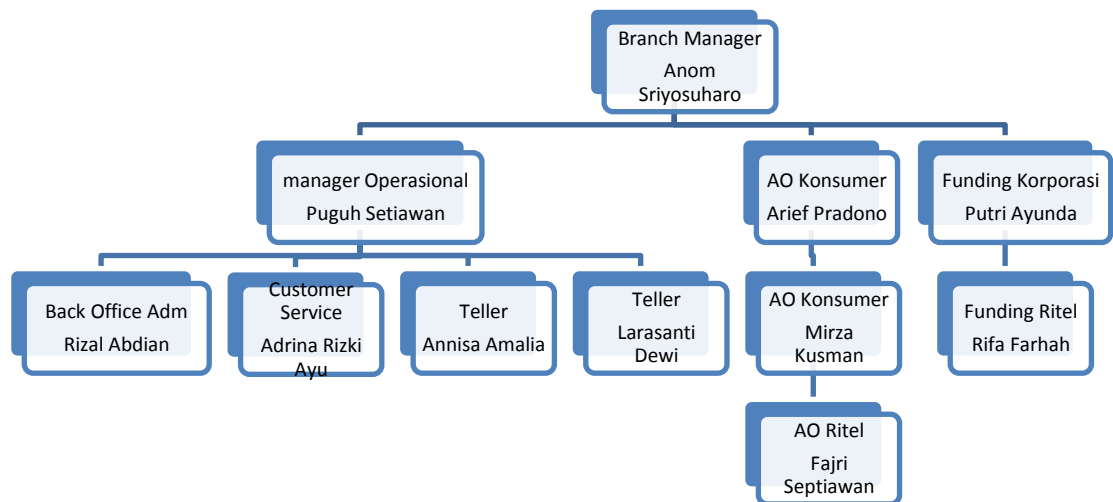 Branch Manager
Anom
Sriyosuharo
manager Operasional
Puguh Setiawan
AO Konsumer
Arief Pradono
Funding Korporasi
Putri Ayunda
Back Office Adm
Rizal Abdian
Customer
Service
Adrina Rizki
Ayu
Teller
Annisa Amalia
Teller
Larasanti
Dewi
AO Konsumer
Mirza
Kusman
Funding Ritel
Rifa Farhah
AO Ritel
Fajri
Septiawan